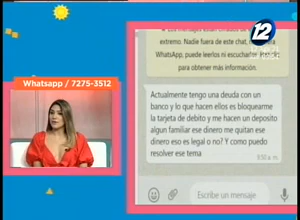 12
extremo. Nadie fuera de este chat,
WhatsApp, puede leerlos ni escucharlos.
para obtener más información.
Whatsapp / 7275-3512
Actualmente tengo una deuda con un
banco y lo que hacen ellos es bloquearme
la tarjeta de debito y me hacen un deposito
algun familiar ese dinero me quitan ese
dinero eso es legal o no? Y como puedo
resolver ese tema
9:50 a. m.
Escribe un mensaje